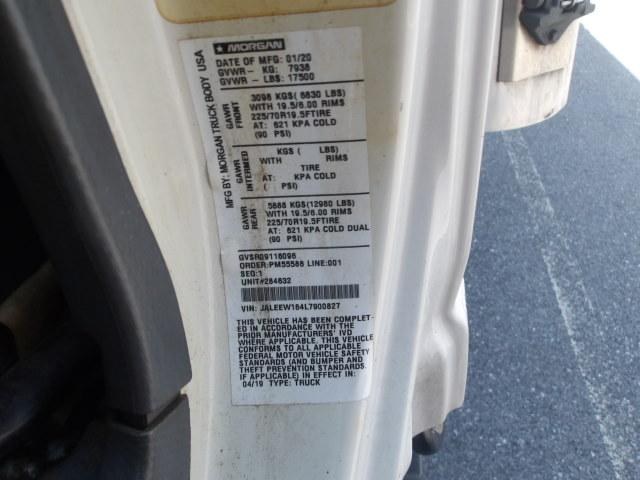 ★ MORGAN
DATE OF MFG: 01/20
GVWR - KG: 7938
GVWR - LBS: 17500
MFG BY: MORGAN TRUCK BODY USA
GAWR FRONT
3098 KGS( 6830 LBS)
WITH 19.5/6.00 RIMS
225/70R19.5FTIRE
AT: 621 KPA COLD
(90 PSI)
GAWR INTERMED
KGS ( LBS)
WITH RIMS
TIRE
AT: KPA COLD
( PSI)
GAWR REAR
5888 KGS(12980 LBS)
WITH 19.5/6.00 RIMS
225/70R19.5FTIRE
AT: 621 KPA COLD DUAL
(90 PSI)
GVSR09116096
ORDER:PM55588 LINE:001
SEQ:1
UNIT#264632
VIN: JALEEW164L7900827
THIS VEHICLE HAS BEEN COMPLET-
ED IN ACCORDANCE WITH THE
PRIOR MANUFACTURERS' IVD
WHERE APPLICABLE. THIS VEHICLE
CONFORMS TO ALL APPLICABLE
FEDERAL MOTOR VEHICLE SAFETY
STANDARDS (AND BUMPER AND
THEFT PREVENTION STANDARDS,
IF APPLICABLE) IN EFFECT IN:
04/19 TYPE: TRUCK